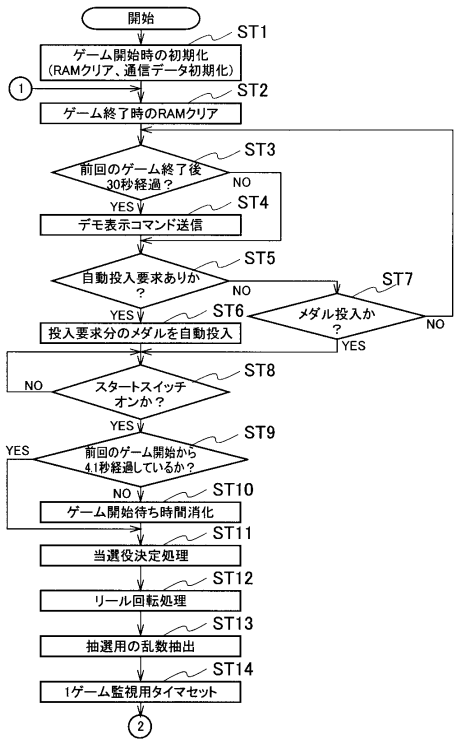 開始
ST1
ゲーム開始時の初期化
(RAMクリア、通信データ初期化)
1
ST2
ゲーム終了時のRAMクリア
ST3
前回のゲーム終了後
30秒経過?
NO
YES
ST4
デモ表示コマンド送信
ST5
自動投入要求ありか
?
NO
YES
ST6
投入要求分のメダルを自動投入
ST7
メダル投入か
?
NO
YES
ST8
スタートスイッチ
オンか?
NO
YES
ST9
前回のゲーム開始から
4.1秒経過しているか?
YES
NO
ST10
ゲーム開始待ち時間消化
ST11
当選役決定処理
ST12
リール回転処理
ST13
抽選用の乱数抽出
ST14
1ゲーム監視用タイマセット
2